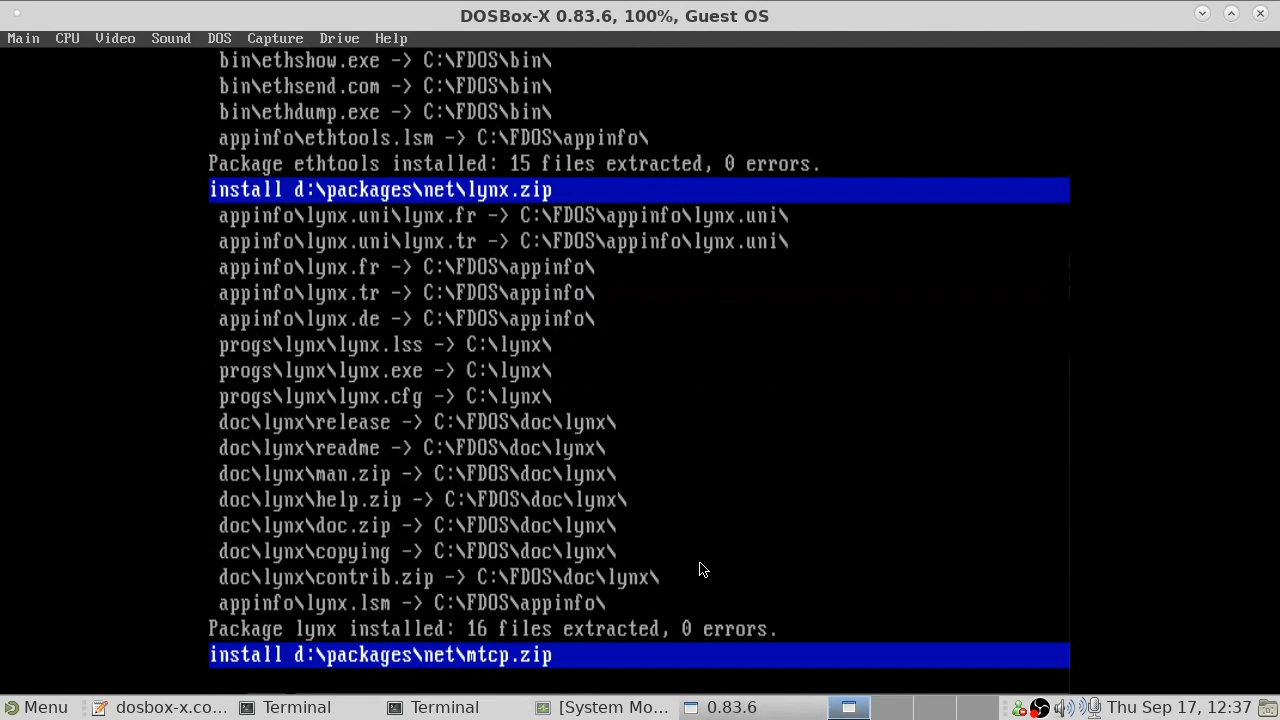 DOSBox-X 0.83.6, 100%, Guest OS
Main CPU Video Sound DOS Capture Drive Help
bin\ethshow.exe -> C:\FDOS\bin\
bin\ethsend.com -> C:\FDOS\bin\
bin\ethdump.exe -> C:\FDOS\bin\
appinfo\ethtools.lsm -> C:\FDOS\appinfo\
Package ethtools installed: 15 files extracted, 0 errors.
install d:\packages\net\lynx.zip
appinfo\lynx.uni\lynx.fr -> C:\FDOS\appinfo\lynx.uni\
appinfo\lynx.uni\lynx.tr -> C:\FDOS\appinfo\lynx.uni\
appinfo\lynx.fr -> C:\FDOS\appinfo\
appinfo\lynx.tr -> C:\FDOS\appinfo\
appinfo\lynx.de -> C:\FDOS\appinfo\
progs\lynx\lynx.lss -> C:\lynx\
progs\lynx\lynx.exe -> C:\lynx\
progs\lynx\lynx.cfg -> C:\lynx\
doc\lynx\release -> C:\FDOS\doc\lynx\
doc\lynx\readme -> C:\FDOS\doc\lynx\
doc\lynx\man.zip -> C:\FDOS\doc\lynx\
doc\lynx\help.zip -> C:\FDOS\doc\lynx\
doc\lynx\doc.zip -> C:\FDOS\doc\lynx\
doc\lynx\copying -> C:\FDOS\doc\lynx\
doc\lynx\contrib.zip -> C:\FDOS\doc\lynx\
appinfo\lynx.lsm -> C:\FDOS\appinfo\
Package lynx installed: 16 files extracted, 0 errors.
install d:\packages\net\mtcp.zip
Menu dosbox-x.co... Terminal Terminal [System Mo... 0.83.6 Thu Sep 17, 12:37